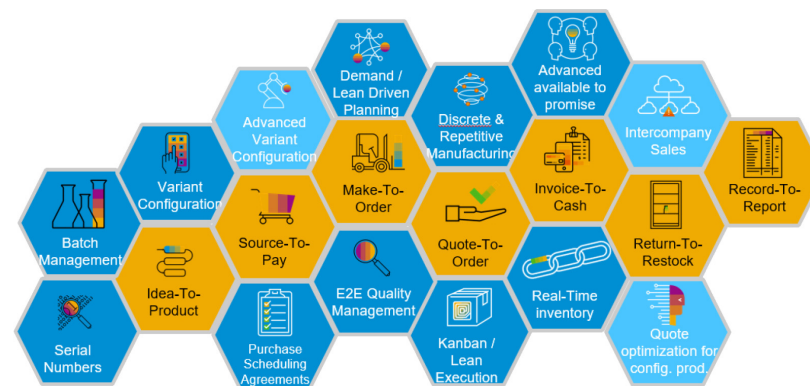 Demand /
Lean Driven
Planning
Advanced
available to
promise
Advanced
Variant
Configuration
Discrete &
Repetitive
Manufacturing
Intercompany
Sales
Variant
Configuration
Make-To-
Order
Invoice-To-
Cash
Record-To-
Report
Batch
Management
Source-To-
Pay
Quote-To-
Order
Return-To-
Restock
Idea-To-
Product
E2E Quality
Management
Real-Time
inventory
Serial
Numbers
Purchase
Scheduling
Agreements
Kanban /
Lean
Execution
Quote
optimization for
config. prod.